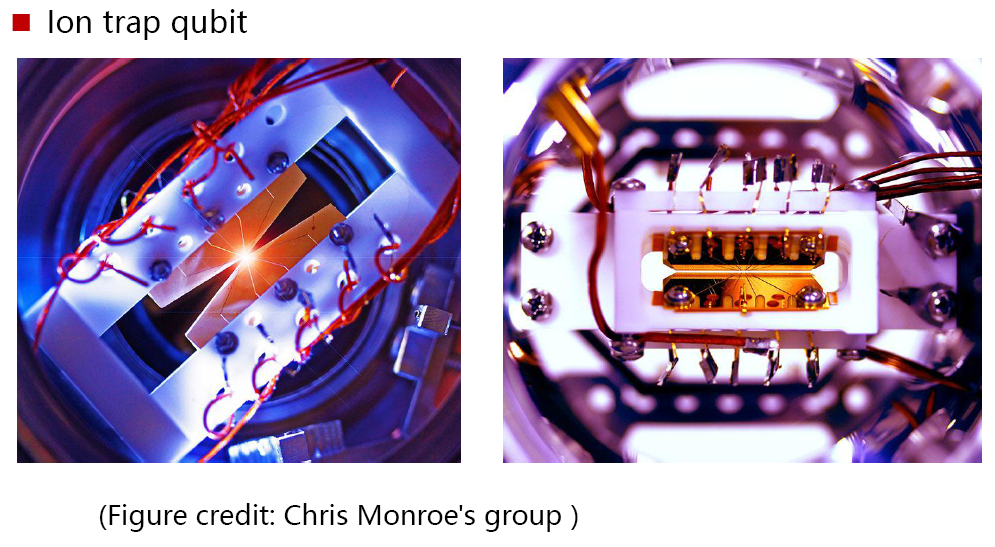 Ion trap qubit
(Figure credit: Chris Monroe's group )